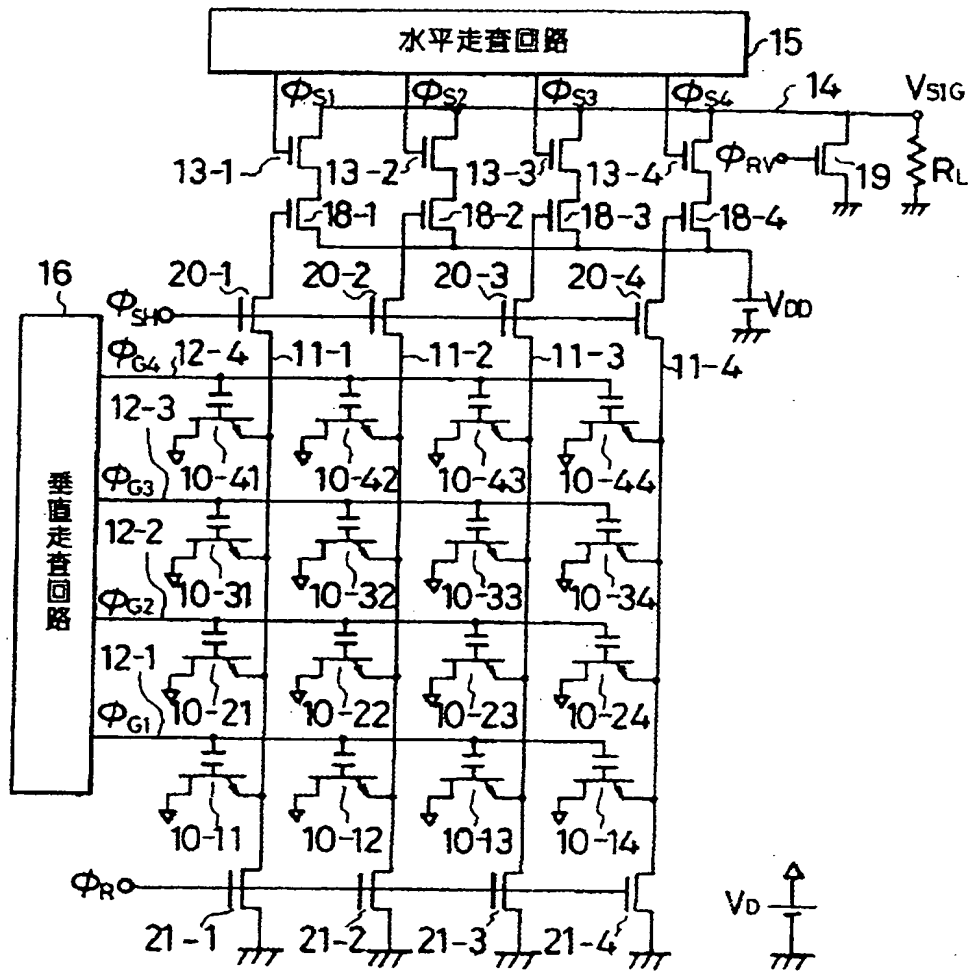 水平走査回路
15
ΦS1 ΦS2 ΦS3 ΦS4 14 VSIG
13-1 13-2 13-3 13-4 ΦRV 19 RL
18-1 18-2 18-3 18-4
16 20-1 20-2 20-3 20-4
ΦSH VDD
ΦG4 12-4 11-1 11-2 11-3 11-4
12-3
10-41 10-42 10-43 10-44
ΦG3
12-2
10-31 10-32 10-33 10-34
ΦG2
12-1
10-21 10-22 10-23 10-24
ΦG1
10-11 10-12 10-13 10-14
垂直走査回路
ΦR VD
21-1 21-2 21-3 21-4